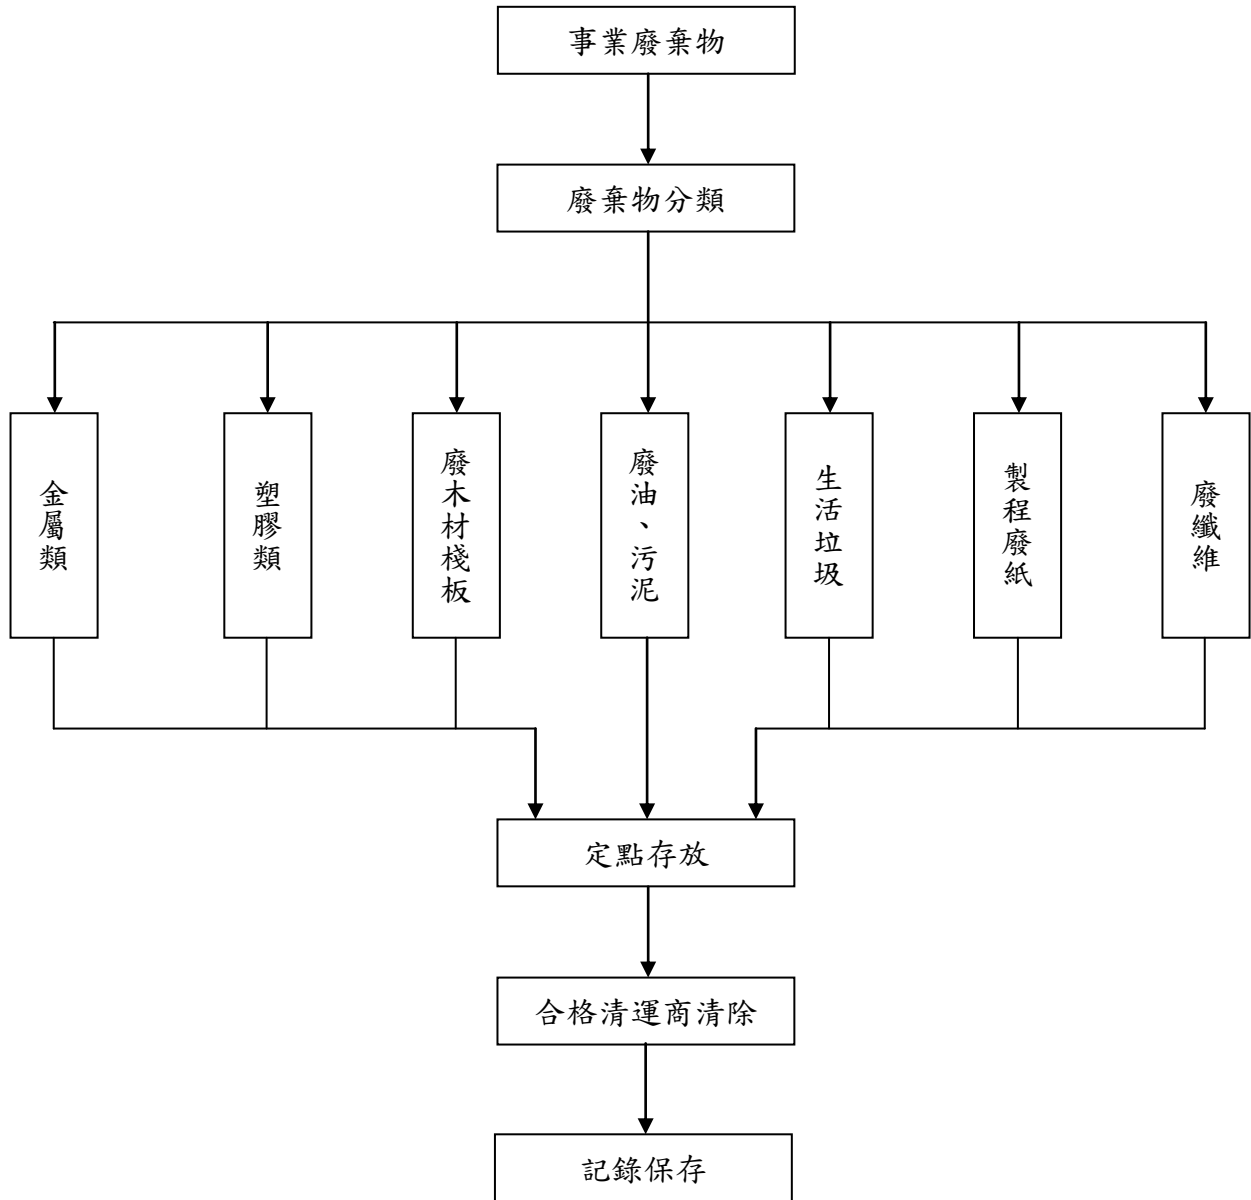 事業廢棄物
廢棄物分類
金屬類
塑膠類
廢木材棧板
廢油、污泥
生活垃圾
製程廢紙
廢纖維
定點存放
合格清運商清除
記錄保存